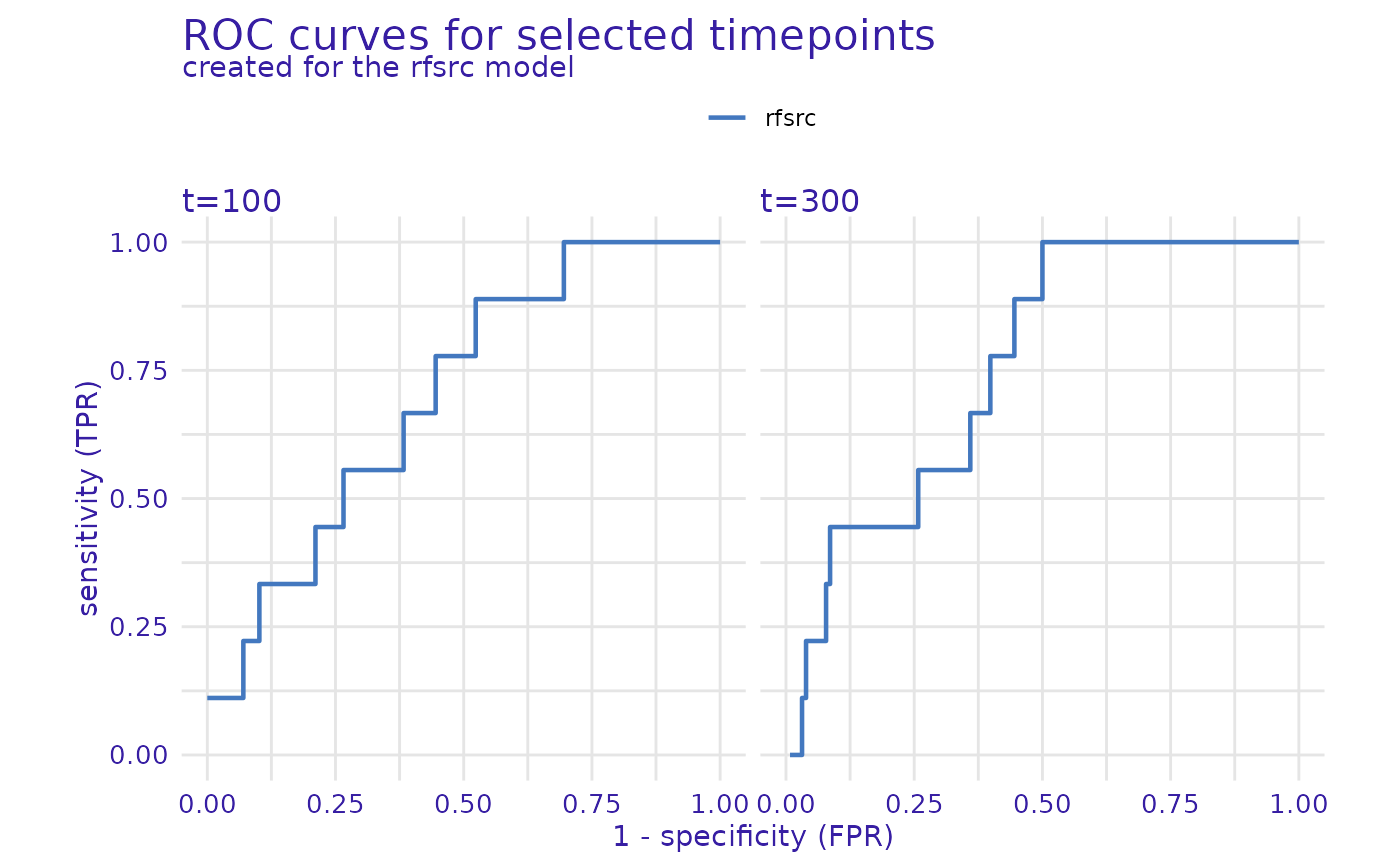 ROC curves for selected timepoints
created for the rfsrc model
rfsrc
t=100 t=300
1.00
0.75
0.50
0.25
0.00
sensitivity (TPR)
0.00 0.25 0.50 0.75 1.00 0.00 0.25 0.50 0.75 1.00
1 - specificity (FPR)